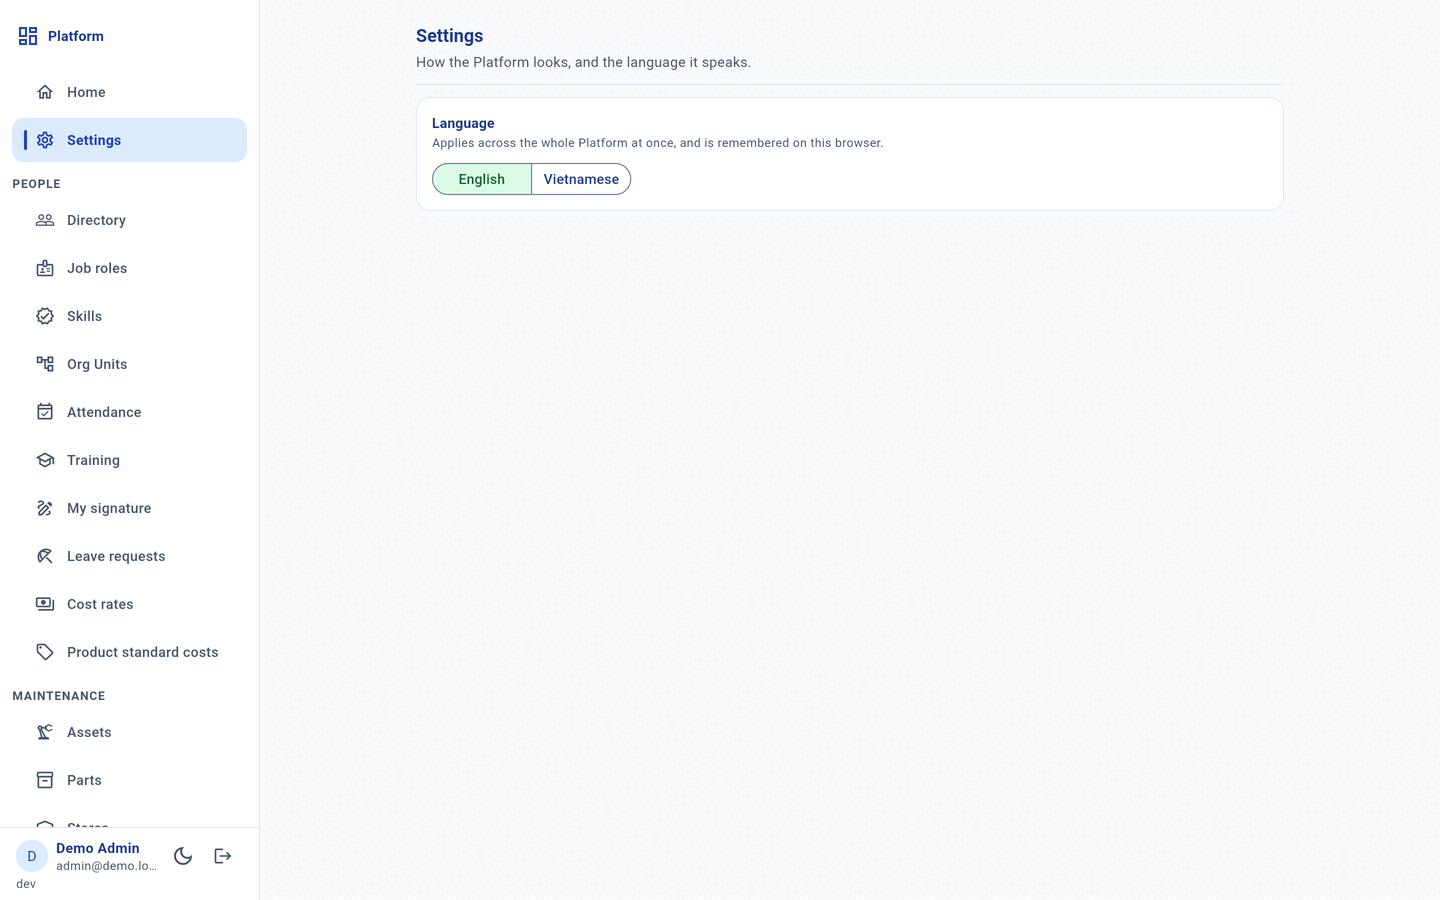 Platform
Home
Settings
PEOPLE
Directory
Job roles
Skills
Org Units
Attendance
Training
My signature
Leave requests
Cost rates
Product standard costs
MAINTENANCE
Assets
Parts
Stores
D
Demo Admin
admin@demo.lo…
dev
Settings
How the Platform looks, and the language it speaks.
Language
Applies across the whole Platform at once, and is remembered on this browser.
English
Vietnamese